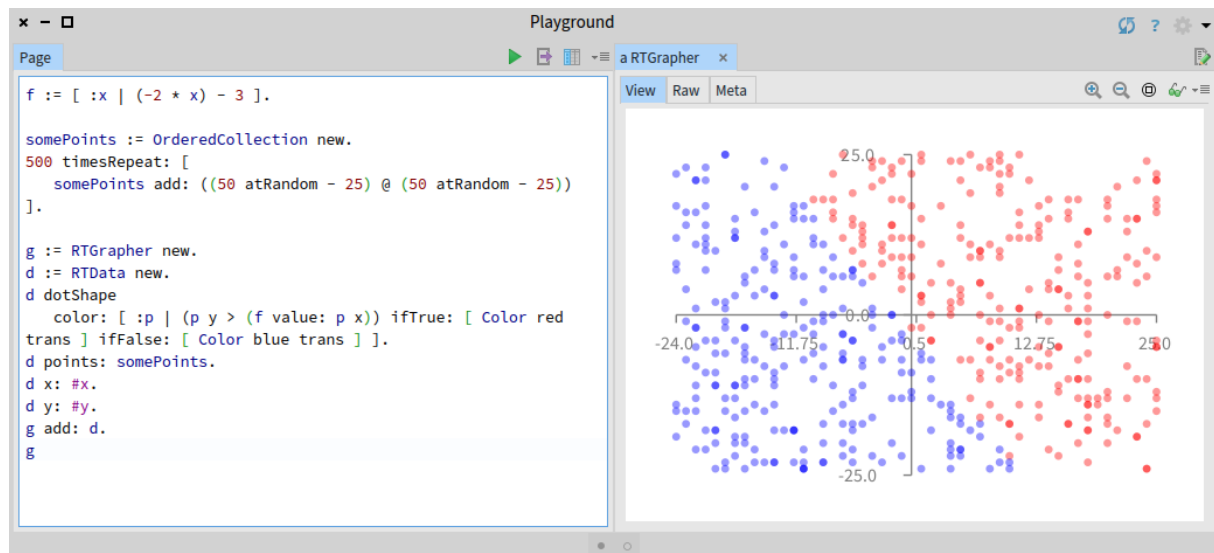 Playground
?
Page
a RTGrapher ×
View Raw Meta
f := [ :x | (-2 * x) - 3 ].
somePoints := OrderedCollection new.
500 timesRepeat: [
somePoints add: ((50 atRandom - 25) @ (50 atRandom - 25))
].
g := RTGrapher new.
d := RTData new.
d dotShape
color: [ :p | (p y > (f value: p x)) ifTrue: [ Color red
trans ] ifFalse: [ Color blue trans ] ].
d points: somePoints.
d x: #x.
d y: #y.
g add: d.
g
25.0
0.0
-24.0 -11.75 0.5 12.75 25.0
-25.0